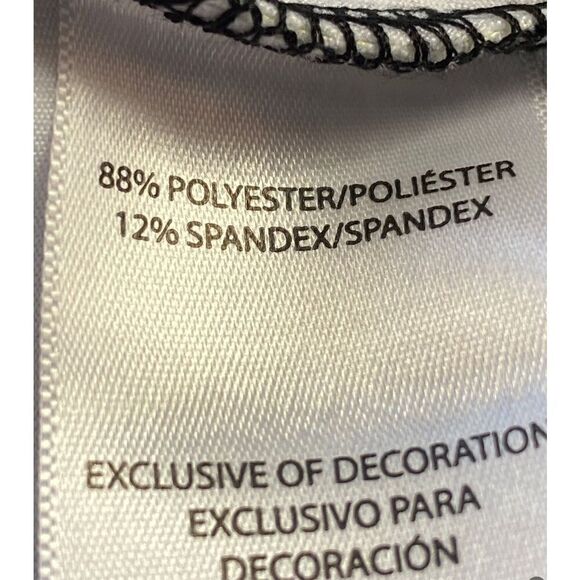 88% POLYESTER/POLIÉSTER
12% SPANDEX/SPANDEX
EXCLUSIVE OF DECORATION
EXCLUSIVO PARA
DECORACIÓN